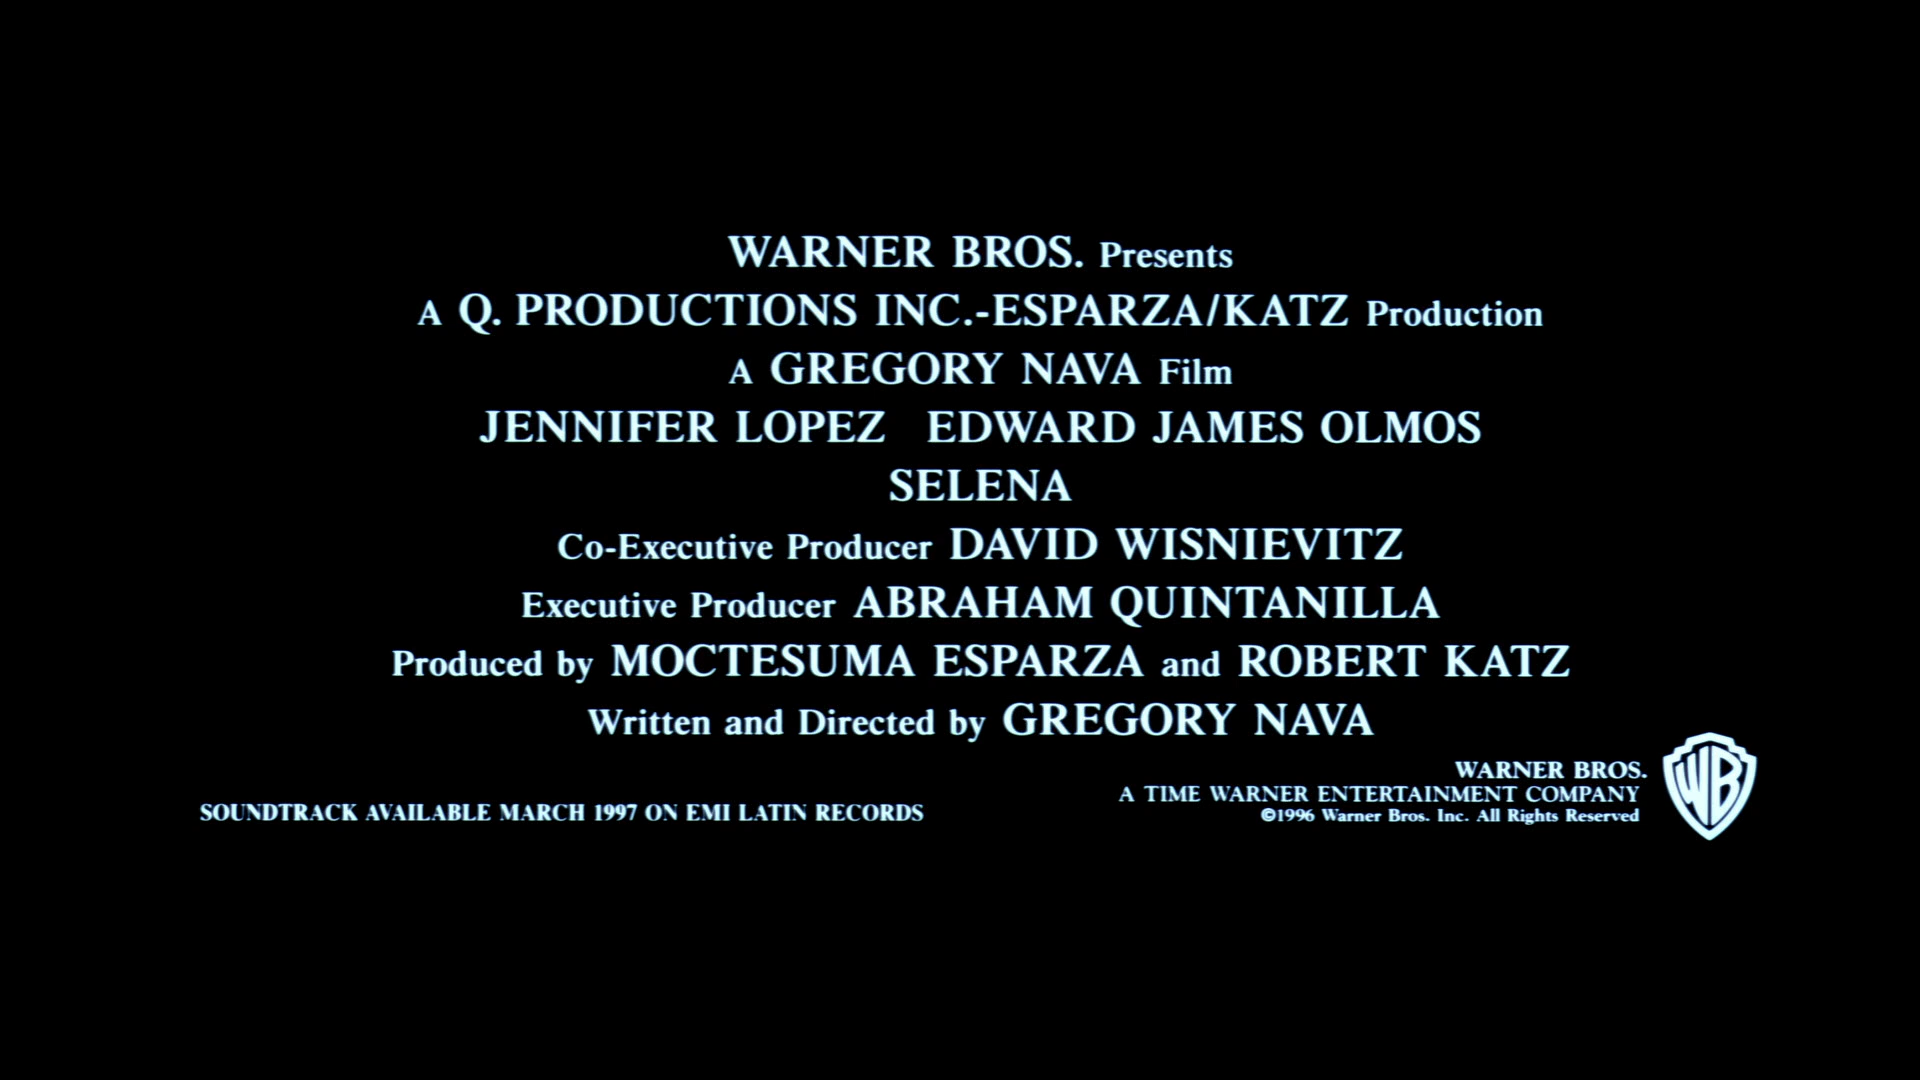 WARNER BROS. Presents
A Q. PRODUCTIONS INC.-ESPARZA/KATZ Production
A GREGORY NAVA Film
JENNIFER LOPEZ EDWARD JAMES OLMOS
SELENA
Co-Executive Producer DAVID WISNIEVITZ
Executive Producer ABRAHAM QUINTANILLA
Produced by MOCTESUMA ESPARZA and ROBERT KATZ
Written and Directed by GREGORY NAVA
SOUNDTRACK AVAILABLE MARCH 1997 ON EMI LATIN RECORDS
WARNER BROS.
A TIME WARNER ENTERTAINMENT COMPANY
©1996 Warner Bros. Inc. All Rights Reserved
WB